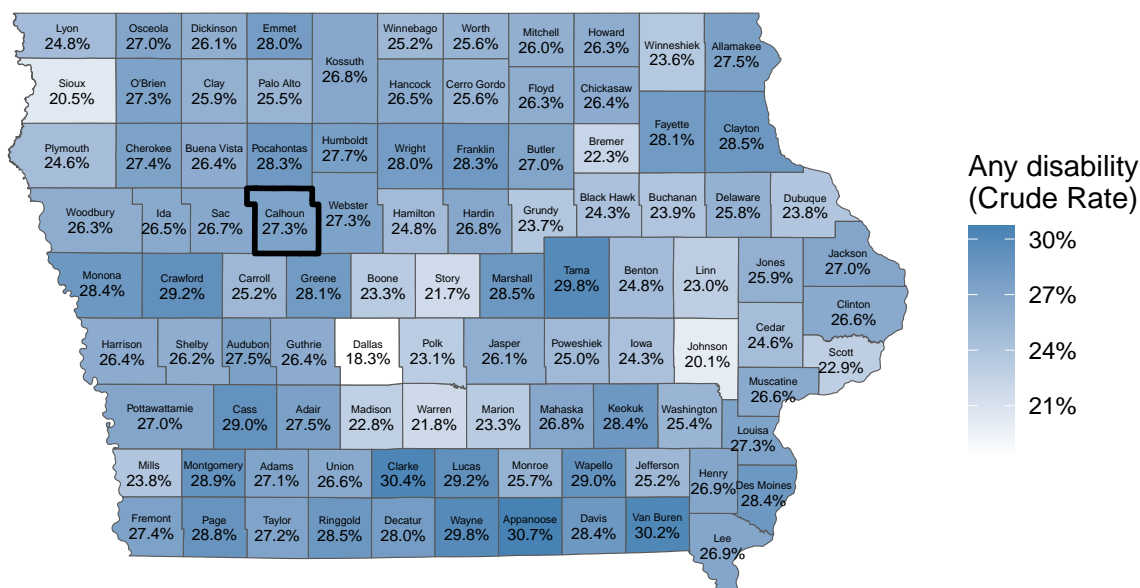 Lyon
24.8%
Osceola
27.0%
Dickinson
26.1%
Emmet
28.0%
Kossuth
26.8%
Winnebago
25.2%
Worth
25.6%
Mitchell
26.0%
Howard
26.3%
Winneshiek
23.6%
Allamakee
27.5%
Sioux
20.5%
O'Brien
27.3%
Clay
25.9%
Palo Alto
25.5%
Hancock
26.5%
Cerro Gordo
25.6%
Floyd
26.3%
Chickasaw
26.4%
Plymouth
24.6%
Cherokee
27.4%
Buena Vista
26.4%
Pocahontas
28.3%
Humboldt
27.7%
Wright
28.0%
Franklin
28.3%
Butler
27.0%
Bremer
22.3%
Fayette
28.1%
Clayton
28.5%
Woodbury
26.3%
Ida
26.5%
Sac
26.7%
Calhoun
27.3%
Webster
27.3%
Hamilton
24.8%
Hardin
26.8%
Grundy
23.7%
Black Hawk
24.3%
Buchanan
23.9%
Delaware
25.8%
Dubuque
23.8%
Monona
28.4%
Crawford
29.2%
Carroll
25.2%
Greene
28.1%
Boone
23.3%
Story
21.7%
Marshall
28.5%
Tama
29.8%
Benton
24.8%
Linn
23.0%
Jones
25.9%
Jackson
27.0%
Clinton
26.6%
Harrison
26.4%
Shelby
26.2%
Audubon
27.5%
Guthrie
26.4%
Dallas
18.3%
Polk
23.1%
Jasper
26.1%
Poweshiek
25.0%
Iowa
24.3%
Johnson
20.1%
Cedar
24.6%
Scott
22.9%
Muscatine
26.6%
Pottawattamie
27.0%
Cass
29.0%
Adair
27.5%
Madison
22.8%
Warren
21.8%
Marion
23.3%
Mahaska
26.8%
Keokuk
28.4%
Washington
25.4%
Louisa
27.3%
Mills
23.8%
Montgomery
28.9%
Adams
27.1%
Union
26.6%
Clarke
30.4%
Lucas
29.2%
Monroe
25.7%
Wapello
29.0%
Jefferson
25.2%
Henry
26.9%
Des Moines
28.4%
Fremont
27.4%
Page
28.8%
Taylor
27.2%
Ringgold
28.5%
Decatur
28.0%
Wayne
29.8%
Appanoose
30.7%
Davis
28.4%
Van Buren
30.2%
Lee
26.9%
Any disability
(Crude Rate)
30%
27%
24%
21%